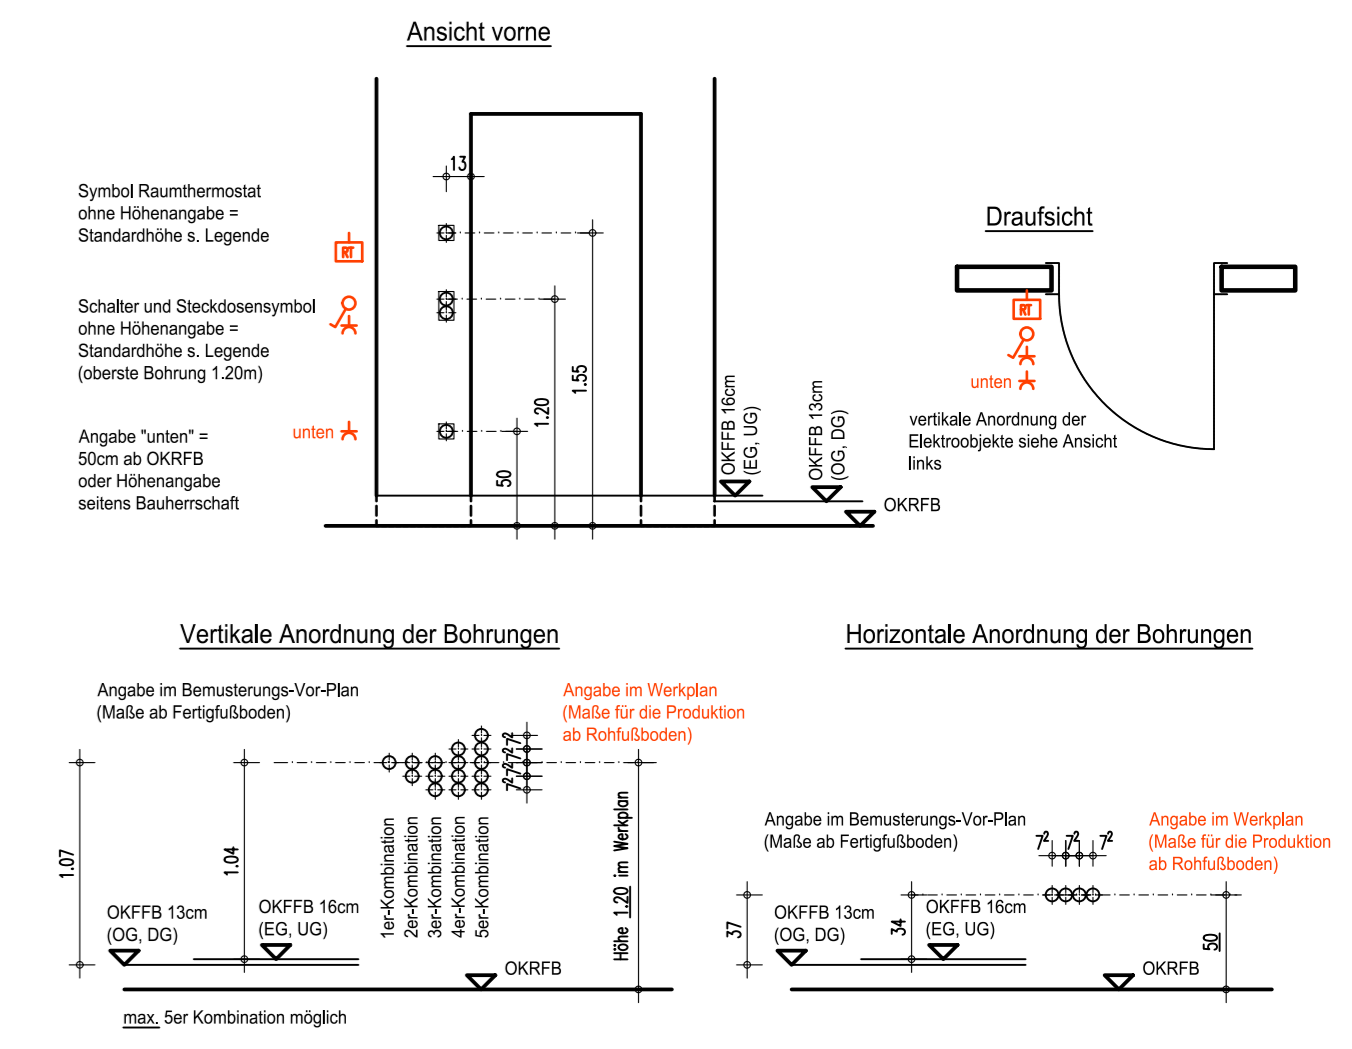 Ansicht vorne
13
Symbol Raumthermostat
ohne Höhenangabe =
Standardhöhe s. Legende
RT
Schalter und Steckdosensymbol
ohne Höhenangabe =
Standardhöhe s. Legende
(oberste Bohrung 1.20m)
Angabe "unten" =
50cm ab OKRFB
oder Höhenangabe
seitens Bauherrschaft
unten
50
1.20
1.55
OKFFB 16cm
(EG, UG)
OKFFB 13cm
(OG, DG)
OKRFB
Draufsicht
RT
unten
vertikale Anordnung der
Elektroobjekte siehe Ansicht
links
Vertikale Anordnung der Bohrungen
Angabe im Bemusterungs-Vor-Plan
(Maße ab Fertigfußboden)
Angabe im Werkplan
(Maße für die Produktion
ab Rohfußboden)
7² 7² 7² 7²
1.07
1.04
1er-Kombination
2er-Kombination
3er-Kombination
4er-Kombination
5er-Kombination
Höhe 1.20 im Werkplan
OKFFB 13cm
(OG, DG)
OKFFB 16cm
(EG, UG)
OKRFB
max. 5er Kombination möglich
Horizontale Anordnung der Bohrungen
Angabe im Bemusterungs-Vor-Plan
(Maße ab Fertigfußboden)
Angabe im Werkplan
(Maße für die Produktion
ab Rohfußboden)
7² 7² 7²
37
34
50
OKFFB 13cm
(OG, DG)
OKFFB 16cm
(EG, UG)
OKRFB